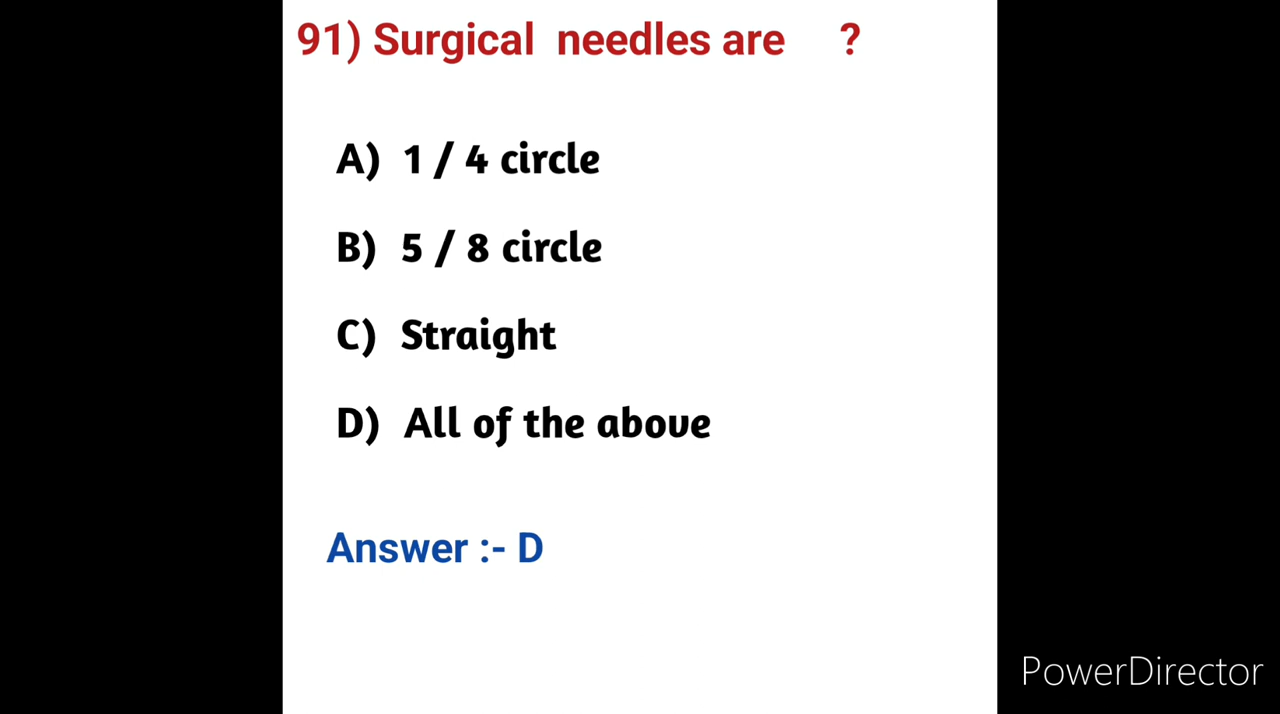 91) Surgical needles are ?
A) 1 / 4 circle
B) 5 / 8 circle
C) Straight
D) All of the above
Answer :- D
PowerDirector